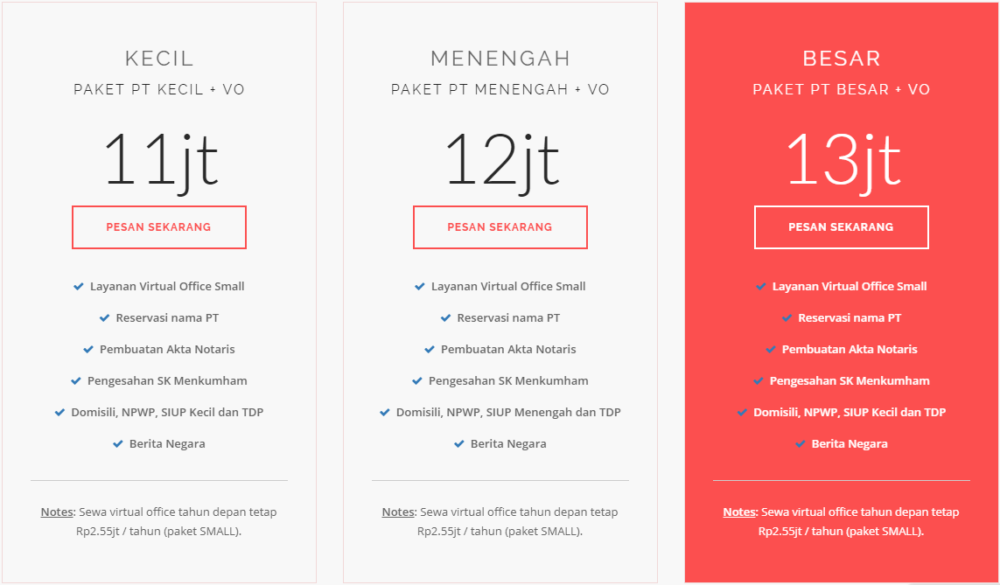 KECIL
PAKET PT KECIL + VO
11jt
PESAN SEKARANG
Layanan Virtual Office Small
Reservasi nama PT
Pembuatan Akta Notaris
Pengesahan SK Menkumham
Domisili, NPWP, SIUP Kecil dan TDP
Berita Negara
Notes: Sewa virtual office tahun depan tetap
Rp2.55jt / tahun (paket SMALL).
MENENGAH
PAKET PT MENENGAH + VO
12jt
PESAN SEKARANG
Layanan Virtual Office Small
Reservasi nama PT
Pembuatan Akta Notaris
Pengesahan SK Menkumham
Domisili, NPWP, SIUP Menengah dan TDP
Berita Negara
Notes: Sewa virtual office tahun depan tetap
Rp2.55jt / tahun (paket SMALL).
BESAR
PAKET PT BESAR + VO
13jt
PESAN SEKARANG
Layanan Virtual Office Small
Reservasi nama PT
Pembuatan Akta Notaris
Pengesahan SK Menkumham
Domisili, NPWP, SIUP Kecil dan TDP
Berita Negara
Notes: Sewa virtual office tahun depan tetap
Rp2.55jt / tahun (paket SMALL).